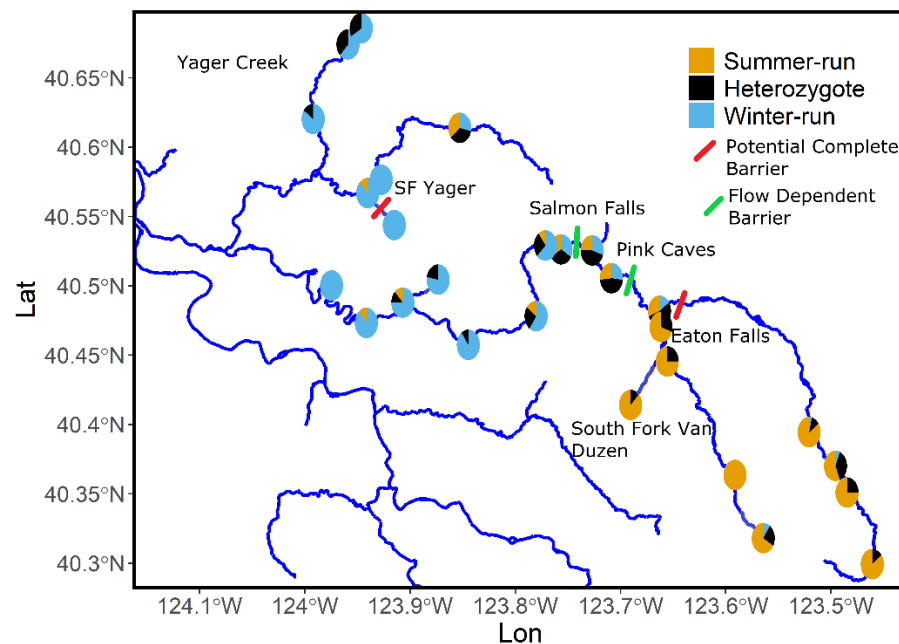 Yager Creek
Summer-run
Heterozygote
Winter-run
Potential Complete
Barrier
Flow Dependent
Barrier
SF Yager
Salmon Falls
Pink Caves
Eaton Falls
South Fork Van
Duzen
Lat
40.65°N
40.6°N
40.55°N
40.5°N
40.45°N
40.4°N
40.35°N
40.3°N
124.1°W 124°W 123.9°W 123.8°W 123.7°W 123.6°W 123.5°W
Lon